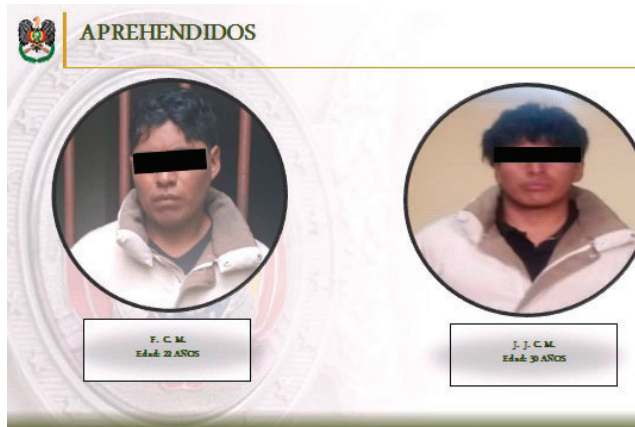 APREHENDIDOS
F. C. M.
Edad: 22 AÑOS
J. J. C. M.
Edad: 30 AÑOS